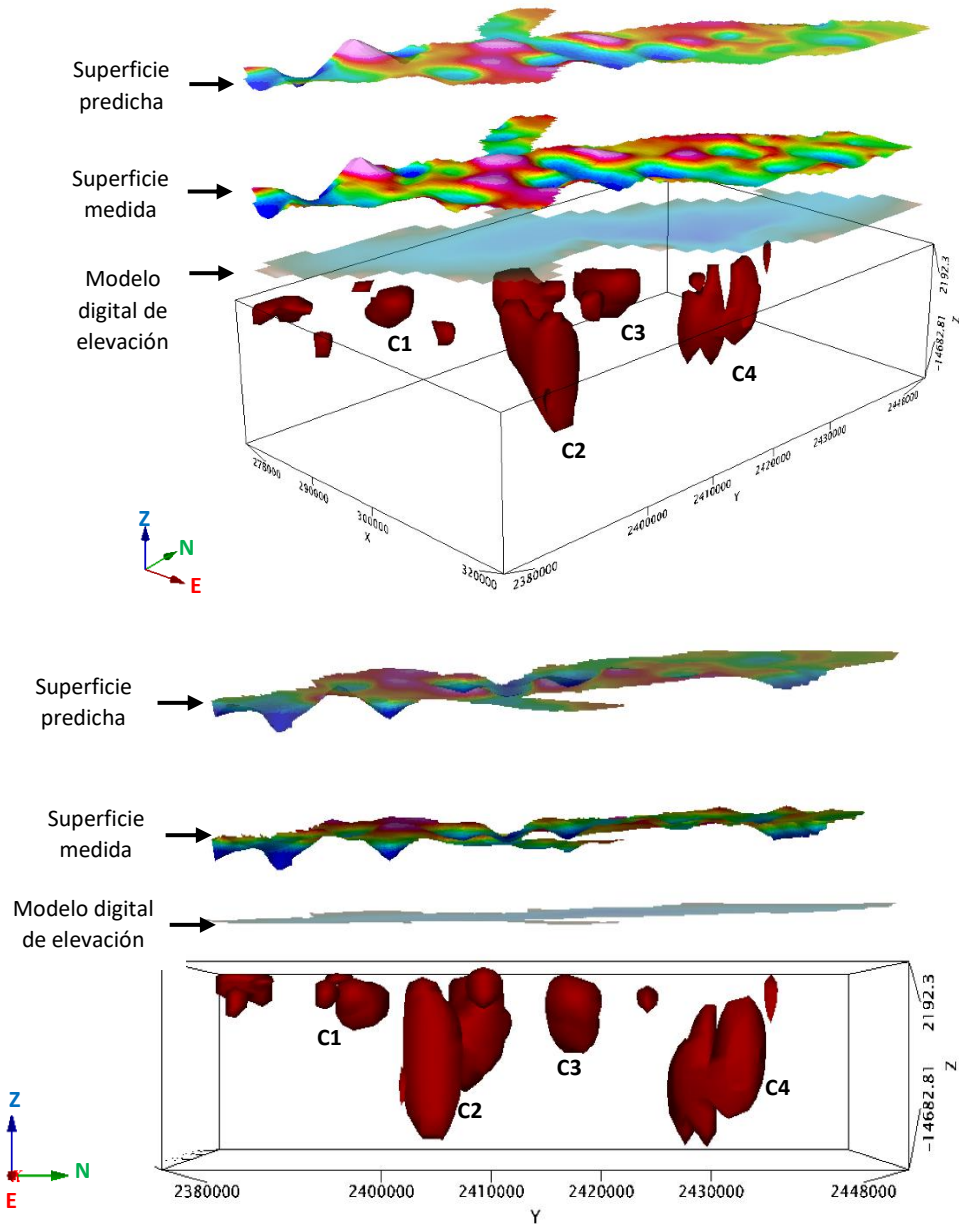 Superficie
predicha
Superficie
medida
Modelo
digital de
elevación
C1
C2
C3
C4
2192.3
-14682.81
Z
278000
290000
300000
320000
X
2380000
2400000
2410000
2420000
2430000
2448000
Y
Z
N
E
Superficie
predicha
Superficie
medida
Modelo digital
de elevación
C1
C2
C3
C4
2192.3
-14682.81
Z
Z
N
E
2380000
2400000
2410000
2420000
2430000
2448000
Y